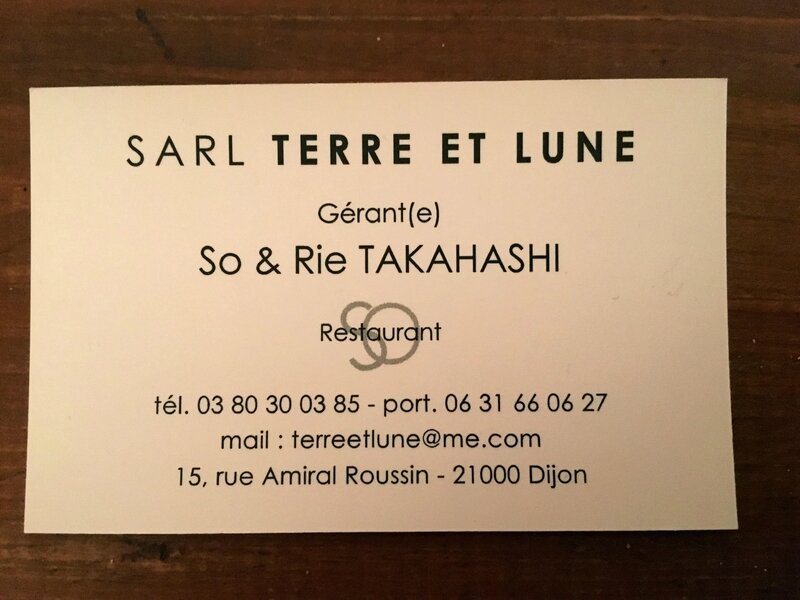 SARL TERRE ET LUNE
Gérant(e)
So & Rie TAKAHASHI
SO
Restaurant
tél. 03 80 30 03 85 - port. 06 31 66 06 27
mail : terreetlune@me.com
15, rue Amiral Roussin - 21000 Dijon